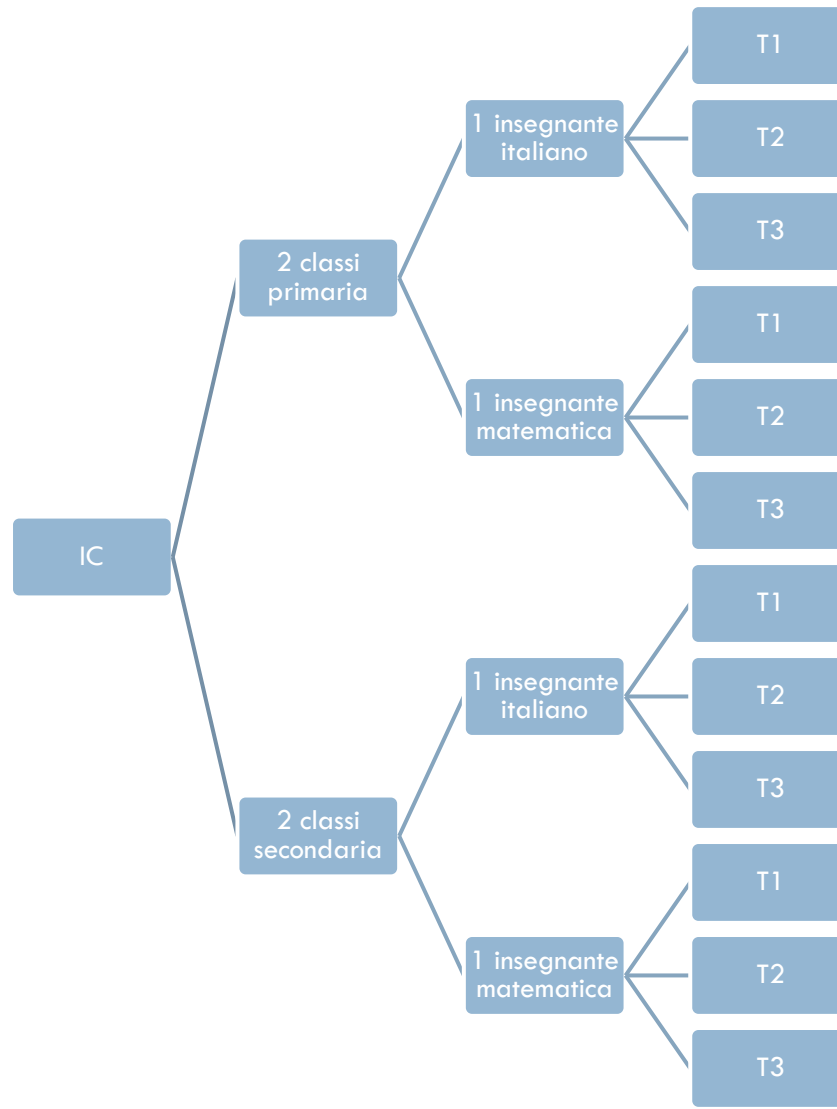 T1
1 insegnante
italiano
T2
T3
2 classi
primaria
T1
1 insegnante
matematica
T2
T3
IC
T1
1 insegnante
italiano
T2
T3
2 classi
secondaria
T1
1 insegnante
matematica
T2
T3